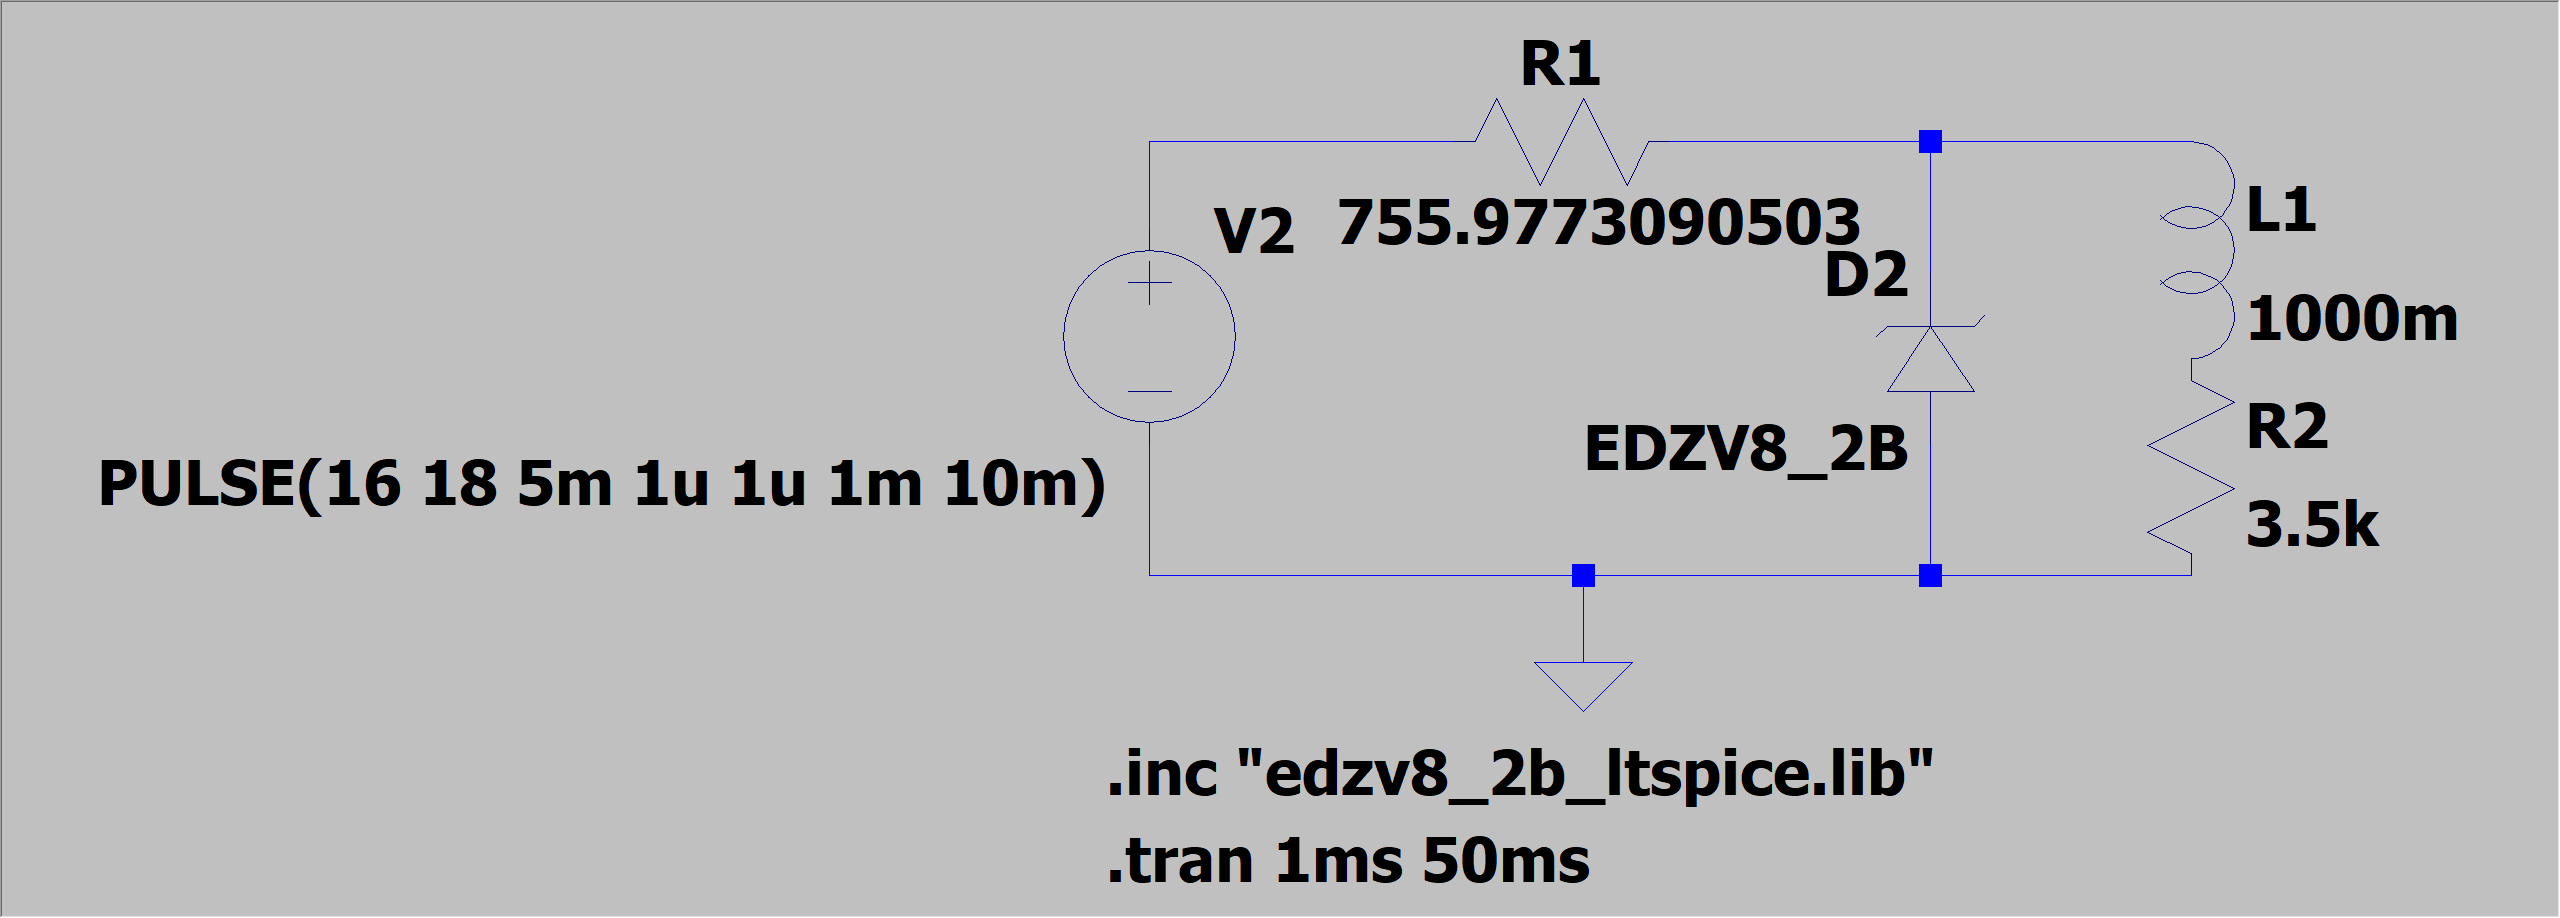 R1
755.9773090503
V2
L1
D2
1000m
R2
EDZV8_2B
PULSE(16 18 5m 1u 1u 1m 10m)
3.5k
.inc "edzv8_2b_ltspice.lib"
.tran 1ms 50ms